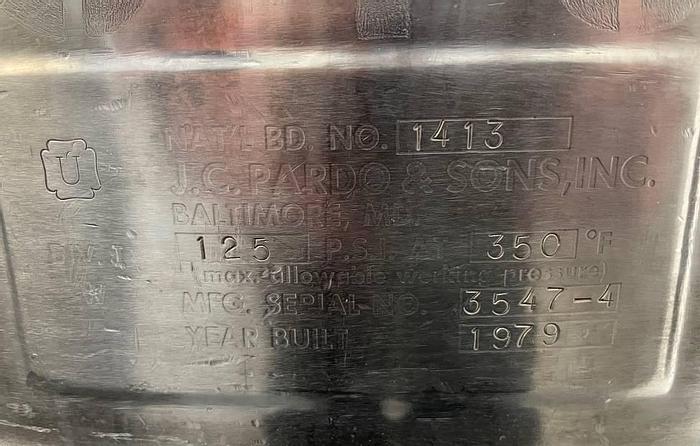 NAT'L BD. NO. 1413
U
J.C. PARDO & SONS, INC.
BALTIMORE, MD.
DIV. I 125 P.S.I. AT 350 °F
(max. allowable working pressure)
W MFG. SERIAL NO. 3547-4
YEAR BUILT 1979